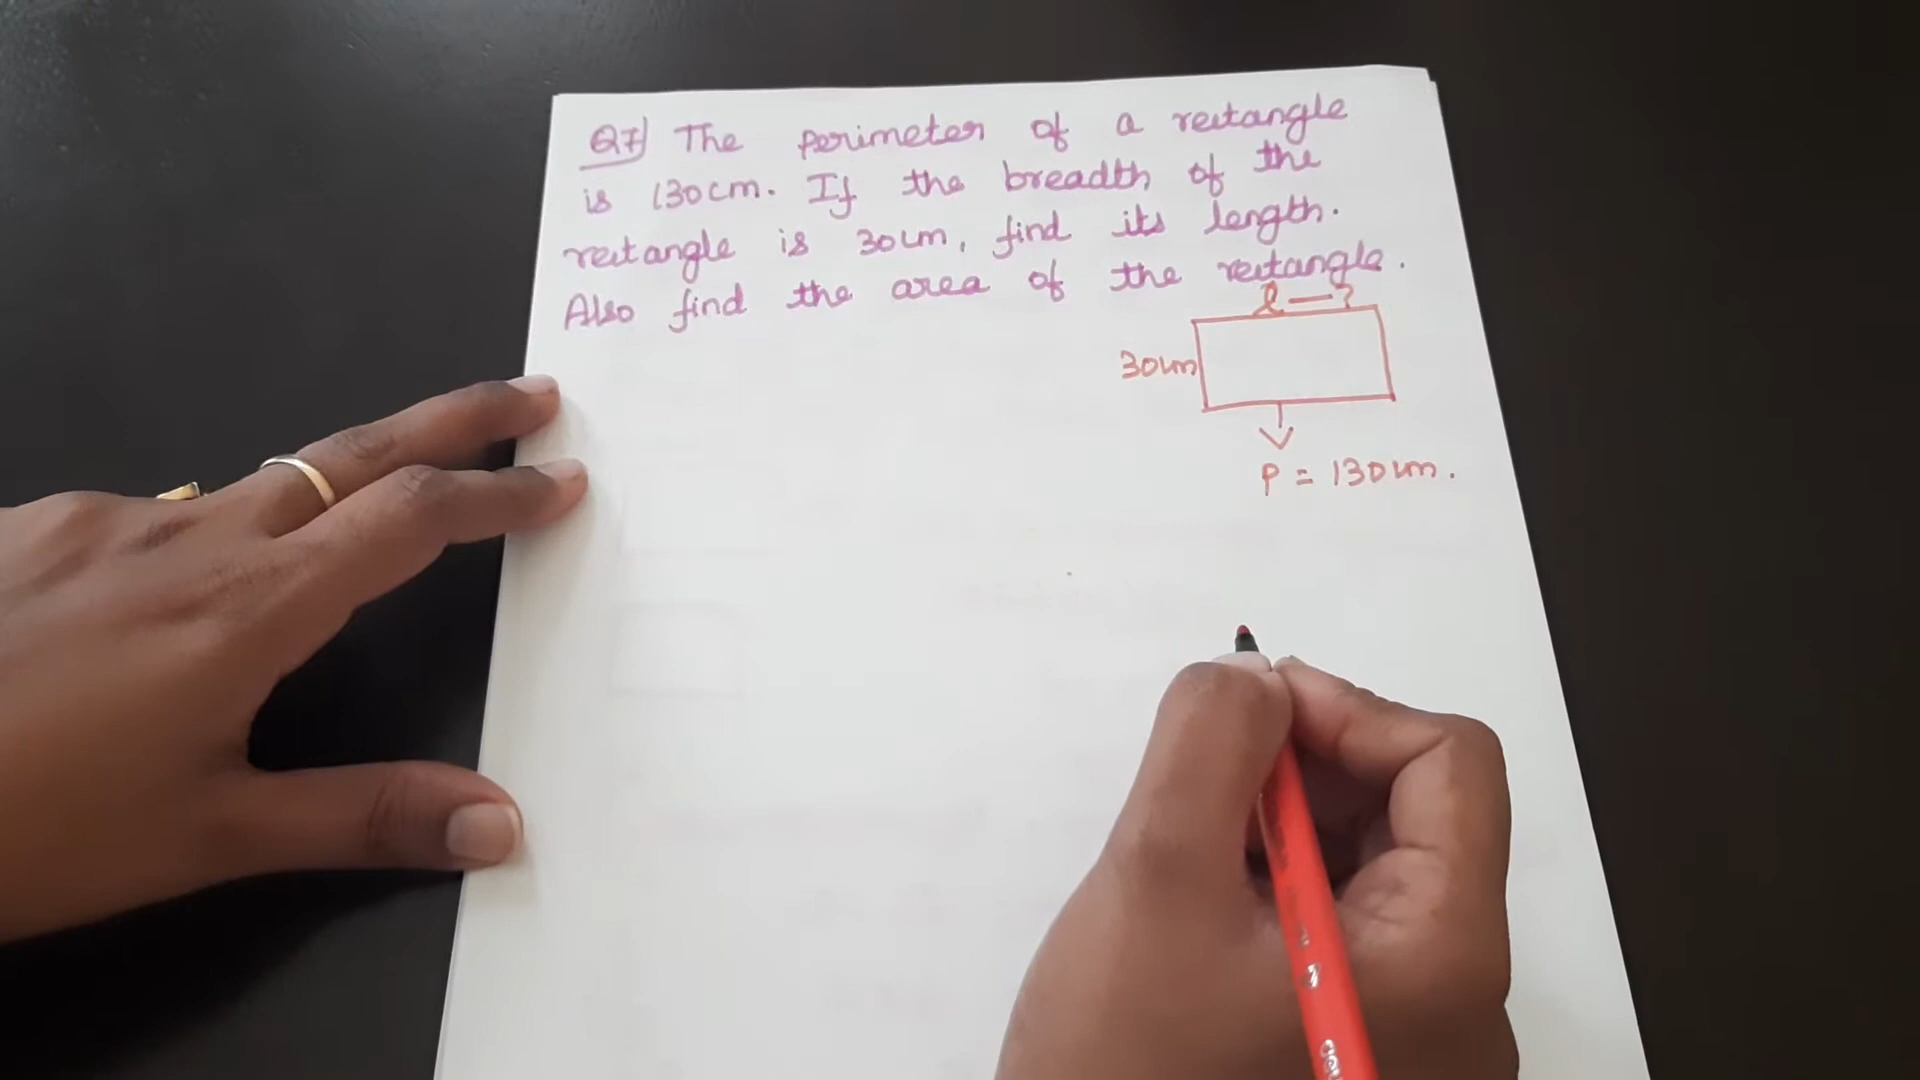 Q7) The perimeter of a rectangle
is 130cm. If the breadth of the
rectangle is 30cm, find its length.
Also find the area of the rectangle.
l — ?
30cm
P = 130cm.